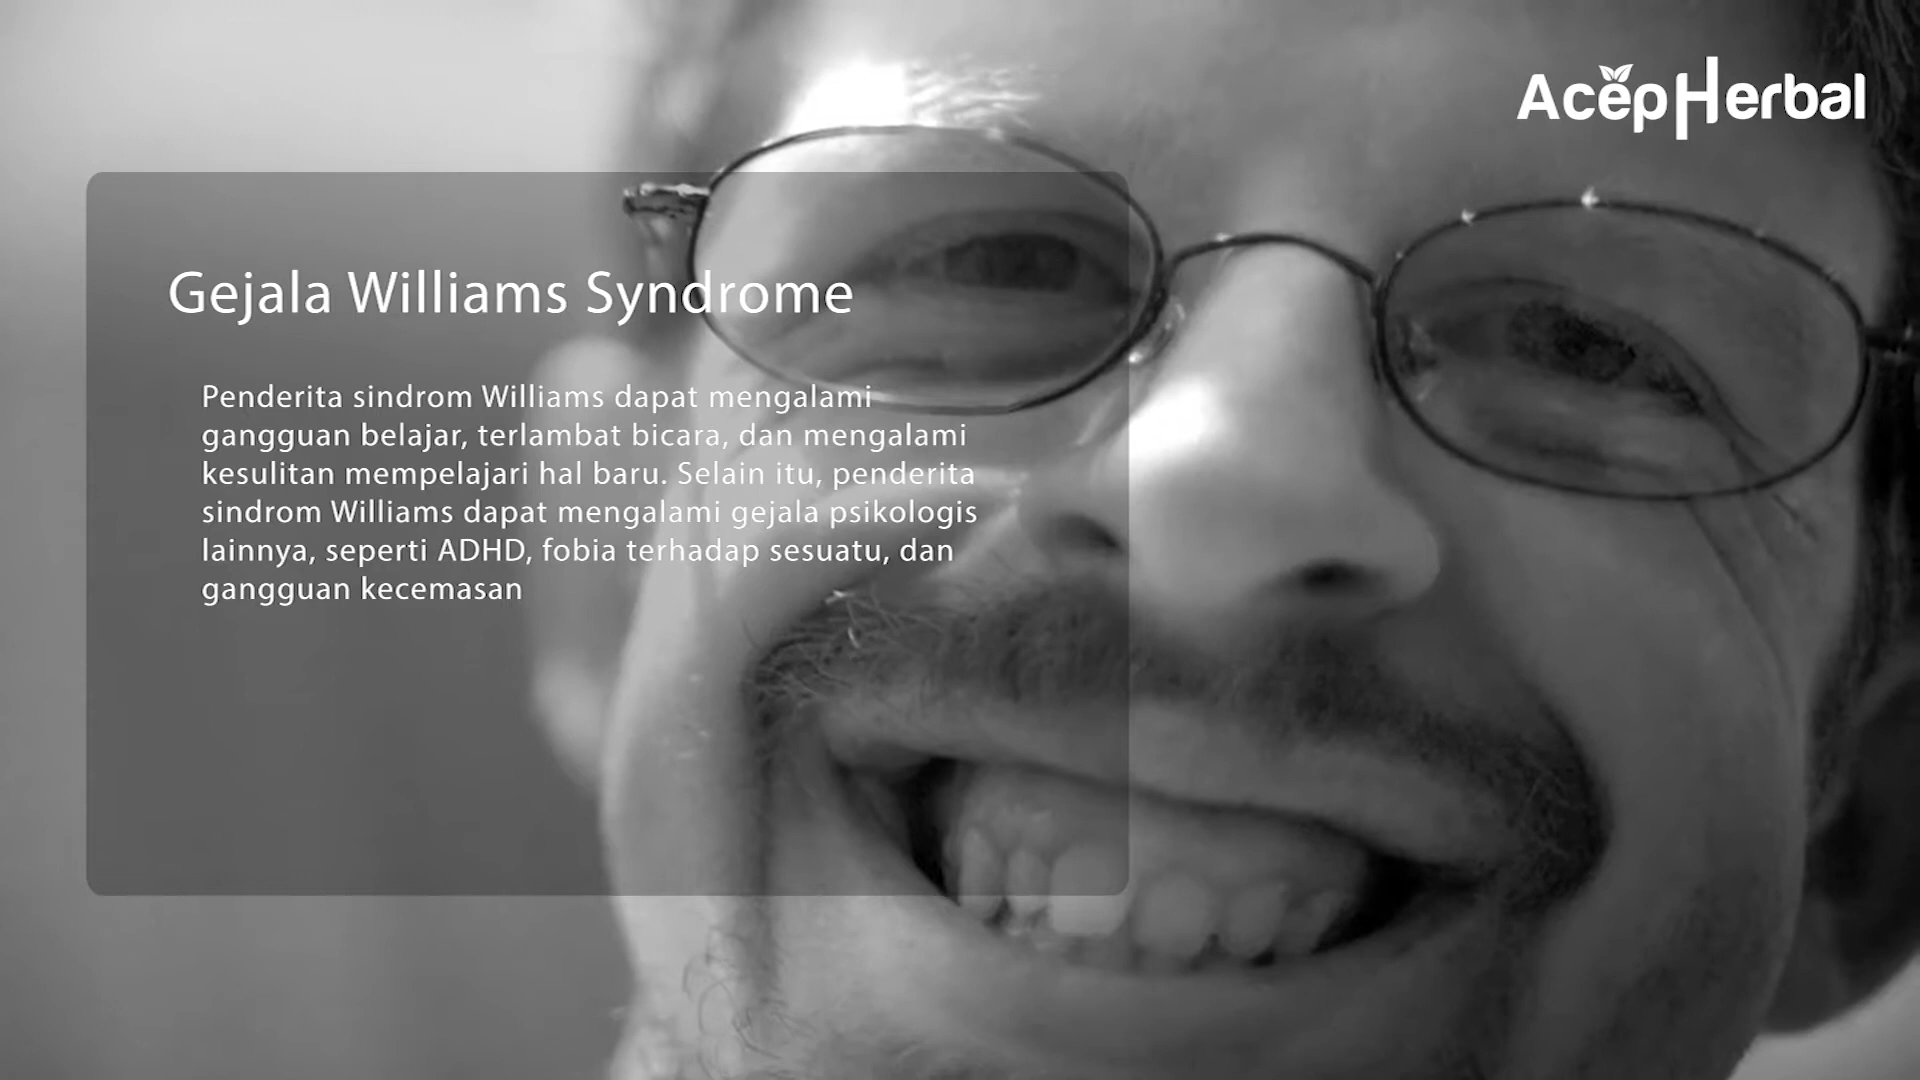 AcepHerbal
Gejala Williams Syndrome
Penderita sindrom Williams dapat mengalami
gangguan belajar, terlambat bicara, dan mengalami
kesulitan mempelajari hal baru. Selain itu, penderita
sindrom Williams dapat mengalami gejala psikologis
lainnya, seperti ADHD, fobia terhadap sesuatu, dan
gangguan kecemasan